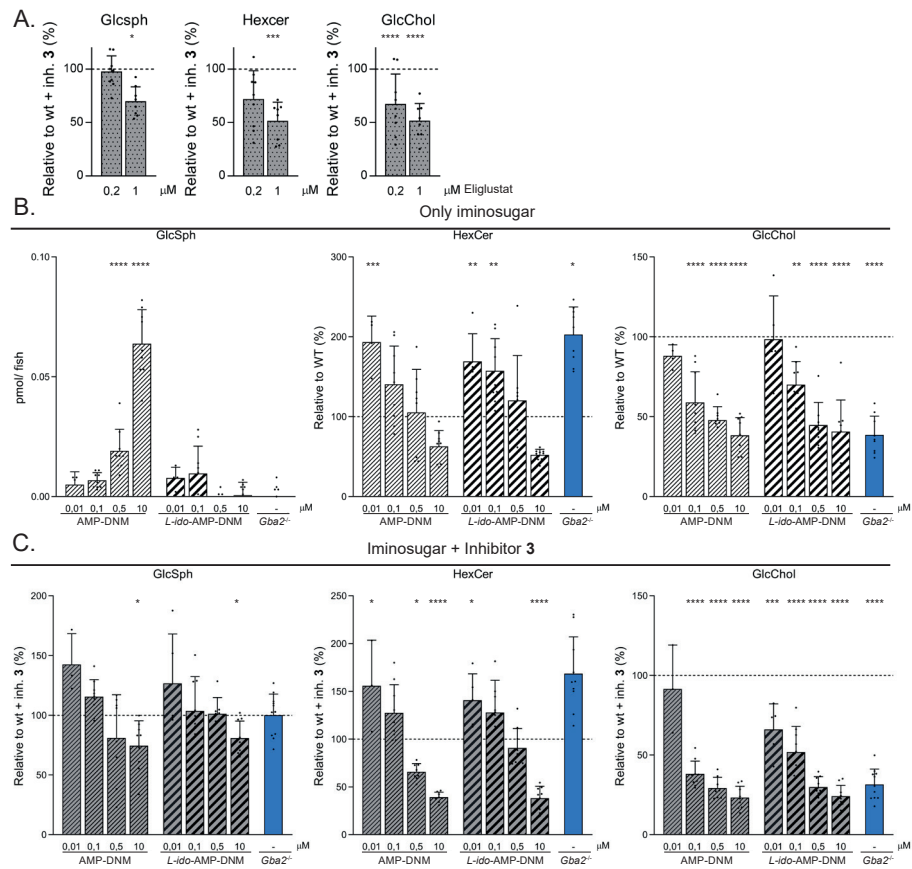 A.
Glcsph Hexcer GlcChol
* *** **** ****
Relative to wt + inh. 3 (%) Relative to wt + inh. 3 (%) Relative to wt + inh. 3 (%)
100 100 100
50 50 50
0 0 0
0,2 1 μM 0,2 1 μM 0,2 1 μM Eliglustat
B.
Only iminosugar
GlcSph HexCer GlcChol
pmol/ fish Relative to WT (%) Relative to WT (%)
0.10 300 150
**** **** *** ** ** * **** **** **** ** **** **** ****
200 100
0.05
100 50
0.00 0 0
0,01 0,1 0,5 10 0,01 0,1 0,5 10 - μM 0,01 0,1 0,5 10 0,01 0,1 0,5 10 - μM 0,01 0,1 0,5 10 0,01 0,1 0,5 10 - μM
AMP-DNM L-ido-AMP-DNM Gba2-/- AMP-DNM L-ido-AMP-DNM Gba2-/- AMP-DNM L-ido-AMP-DNM Gba2-/-
C.
Iminosugar + Inhibitor 3
GlcSph HexCer GlcChol
Relative to wt + inh. 3 (%) Relative to wt + inh. 3 (%) Relative to wt + inh. 3 (%)
200 250 150
* * * * **** * **** **** **** **** *** **** **** **** ****
200
150
150 100
100
100
50
50 50
0 0 0
0,01 0,1 0,5 10 0,01 0,1 0,5 10 - μM 0,01 0,1 0,5 10 0,01 0,1 0,5 10 - μM 0,01 0,1 0,5 10 0,01 0,1 0,5 10 - μM
AMP-DNM L-ido-AMP-DNM Gba2-/- AMP-DNM L-ido-AMP-DNM Gba2-/- AMP-DNM L-ido-AMP-DNM Gba2-/-